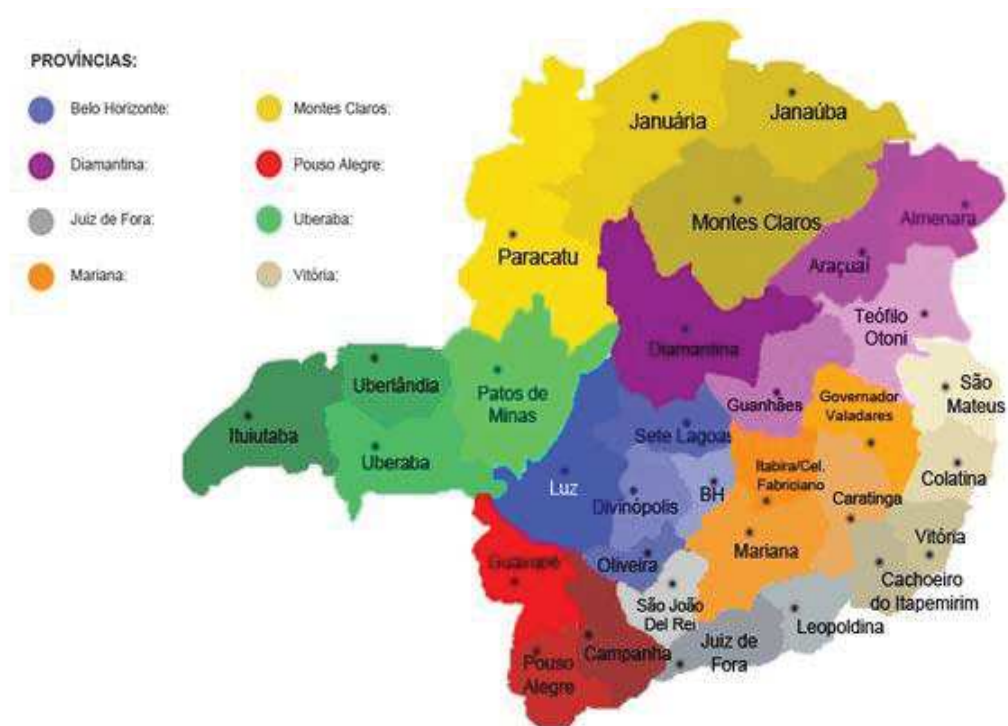 PROVÍNCIAS:
Belo Horizonte:
Montes Claros:
Diamantina:
Pouso Alegre:
Juiz de Fora:
Uberaba:
Mariana:
Vitória:
Januária
Janaúba
Montes Claros
Almenara
Paracatu
Araçuaí
Teófilo
Otoni
Diamantina
Uberlândia
Patos de
Minas
Guanhães
Governador
Valadares
São
Mateus
Ituiutaba
Uberaba
Sete Lagoas
Itabira/Cel.
Fabriciano
Colatina
Luz
Divinópolis
BH
Caratinga
Mariana
Vitória
Guaxupé
Oliveira
Cachoeiro
do Itapemirim
São João
Del Rei
Leopoldina
Campanha
Juiz de
Fora
Pouso
Alegre